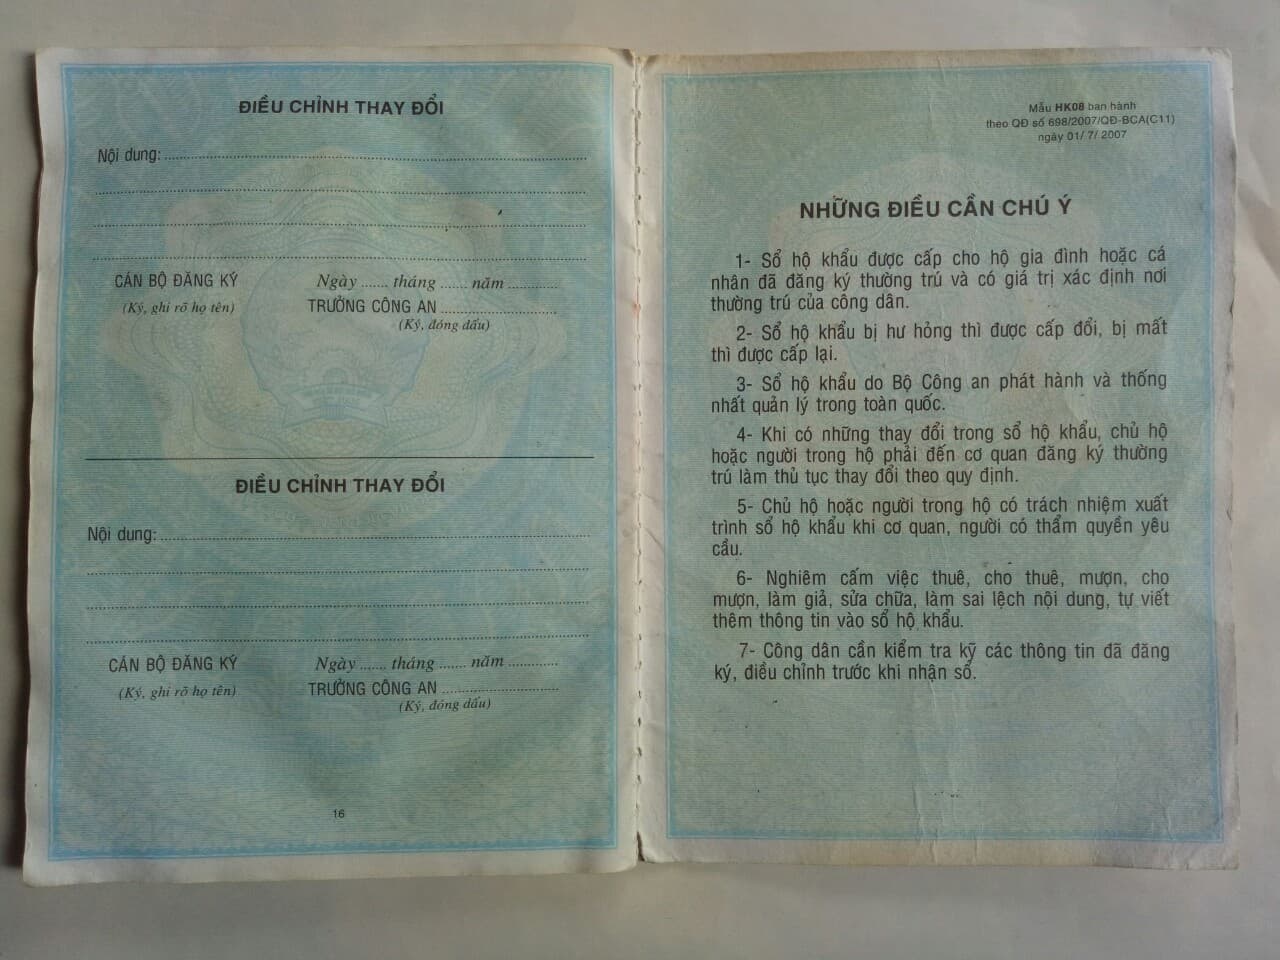 ĐIỀU CHỈNH THAY ĐỔI
Nội dung:
CÁN BỘ ĐĂNG KÝ
(Ký, ghi rõ họ tên)
Ngày ...... tháng ...... năm ............
TRƯỞNG CÔNG AN
(Ký, đóng dấu)
ĐIỀU CHỈNH THAY ĐỔI
Nội dung:
CÁN BỘ ĐĂNG KÝ
(Ký, ghi rõ họ tên)
Ngày ...... tháng ...... năm ............
TRƯỞNG CÔNG AN
(Ký, đóng dấu)
16
Mẫu HK08 ban hành
theo QĐ số 698/2007/QĐ-BCA(C11)
ngày 01/ 7/ 2007
NHỮNG ĐIỀU CẦN CHÚ Ý
1- Sổ hộ khẩu được cấp cho hộ gia đình hoặc cá
nhân đã đăng ký thường trú và có giá trị xác định nơi
thường trú của công dân.
2- Sổ hộ khẩu bị hư hỏng thì được cấp đổi, bị mất
thì được cấp lại.
3- Sổ hộ khẩu do Bộ Công an phát hành và thống
nhất quản lý trong toàn quốc.
4- Khi có những thay đổi trong sổ hộ khẩu, chủ hộ
hoặc người trong hộ phải đến cơ quan đăng ký thường
trú làm thủ tục thay đổi theo quy định.
5- Chủ hộ hoặc người trong hộ có trách nhiệm xuất
trình sổ hộ khẩu khi cơ quan, người có thẩm quyền yêu
cầu.
6- Nghiêm cấm việc thuê, cho thuê, mượn, cho
mượn, làm giả, sửa chữa, làm sai lệch nội dung, tự viết
thêm thông tin vào sổ hộ khẩu.
7- Công dân cần kiểm tra kỹ các thông tin đã đăng
ký, điều chỉnh trước khi nhận sổ.